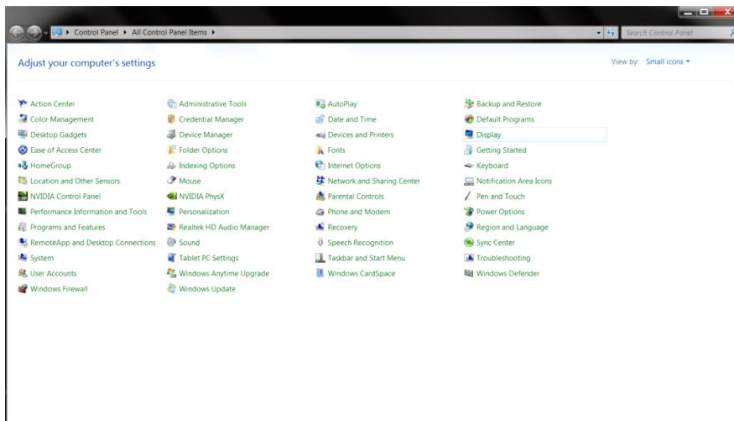 Control Panel All Control Panel Items Search Control Panel
Adjust your computer's settings View by: Small icons
Action Center Administrative Tools AutoPlay Backup and Restore
Color Management Credential Manager Date and Time Default Programs
Desktop Gadgets Device Manager Devices and Printers Display
Ease of Access Center Folder Options Fonts Getting Started
HomeGroup Indexing Options Internet Options Keyboard
Location and Other Sensors Mouse Network and Sharing Center Notification Area Icons
NVIDIA Control Panel NVIDIA PhysX Parental Controls Pen and Touch
Performance Information and Tools Personalization Phone and Modem Power Options
Programs and Features Realtek HD Audio Manager Recovery Region and Language
RemoteApp and Desktop Connections Sound Speech Recognition Sync Center
System Tablet PC Settings Taskbar and Start Menu Troubleshooting
User Accounts Windows Anytime Upgrade Windows CardSpace Windows Defender
Windows Firewall Windows Update